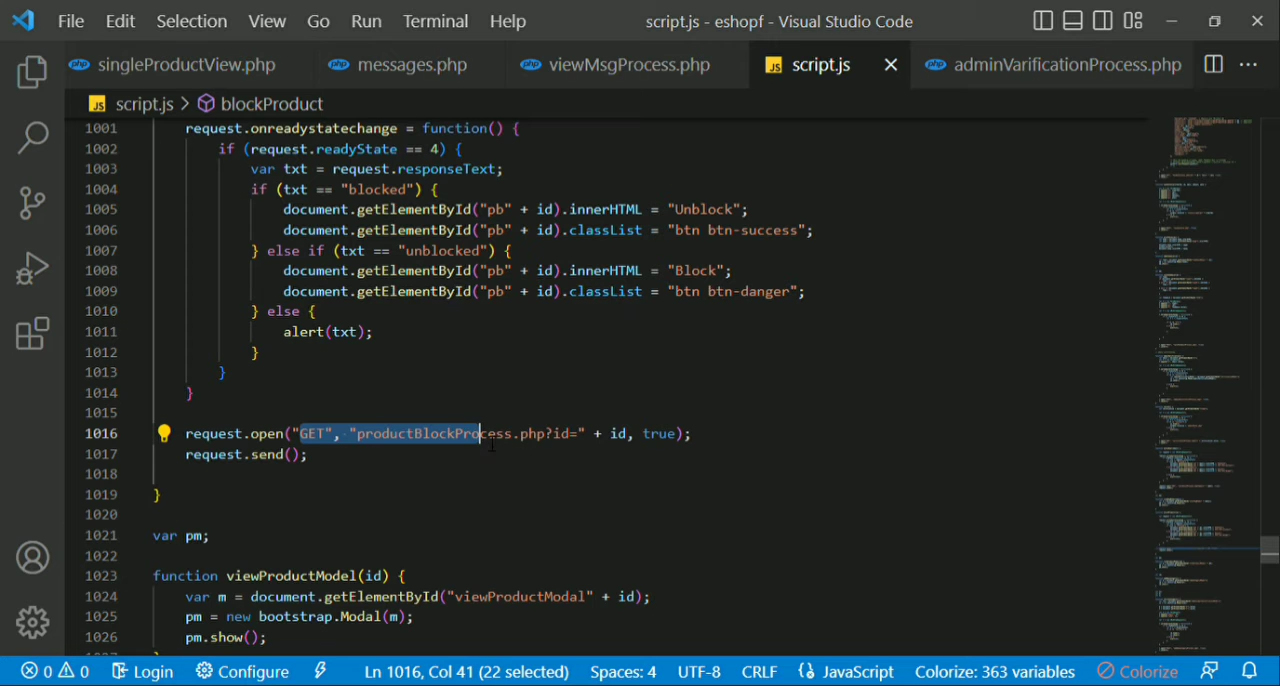 File Edit Selection View Go Run Terminal Help script.js - eshopf - Visual Studio Code
php singleProductView.php php messages.php php viewMsgProcess.php JS script.js php adminVarificationProcess.php
JS script.js > blockProduct
1001 request.onreadystatechange = function() {
1002 if (request.readyState == 4) {
1003 var txt = request.responseText;
1004 if (txt == "blocked") {
1005 document.getElementById("pb" + id).innerHTML = "Unblock";
1006 document.getElementById("pb" + id).classList = "btn btn-success";
1007 } else if (txt == "unblocked") {
1008 document.getElementById("pb" + id).innerHTML = "Block";
1009 document.getElementById("pb" + id).classList = "btn btn-danger";
1010 } else {
1011 alert(txt);
1012 }
1013 }
1014 }
1015
1016 request.open("GET", "productBlockProcess.php?id=" + id, true);
1017 request.send();
1018
1019 }
1020
1021 var pm;
1022
1023 function viewProductModel(id) {
1024 var m = document.getElementById("viewProductModal" + id);
1025 pm = new bootstrap.Modal(m);
1026 pm.show();
0 0 Login Configure Ln 1016, Col 41 (22 selected) Spaces: 4 UTF-8 CRLF JavaScript Colorize: 363 variables Colorize